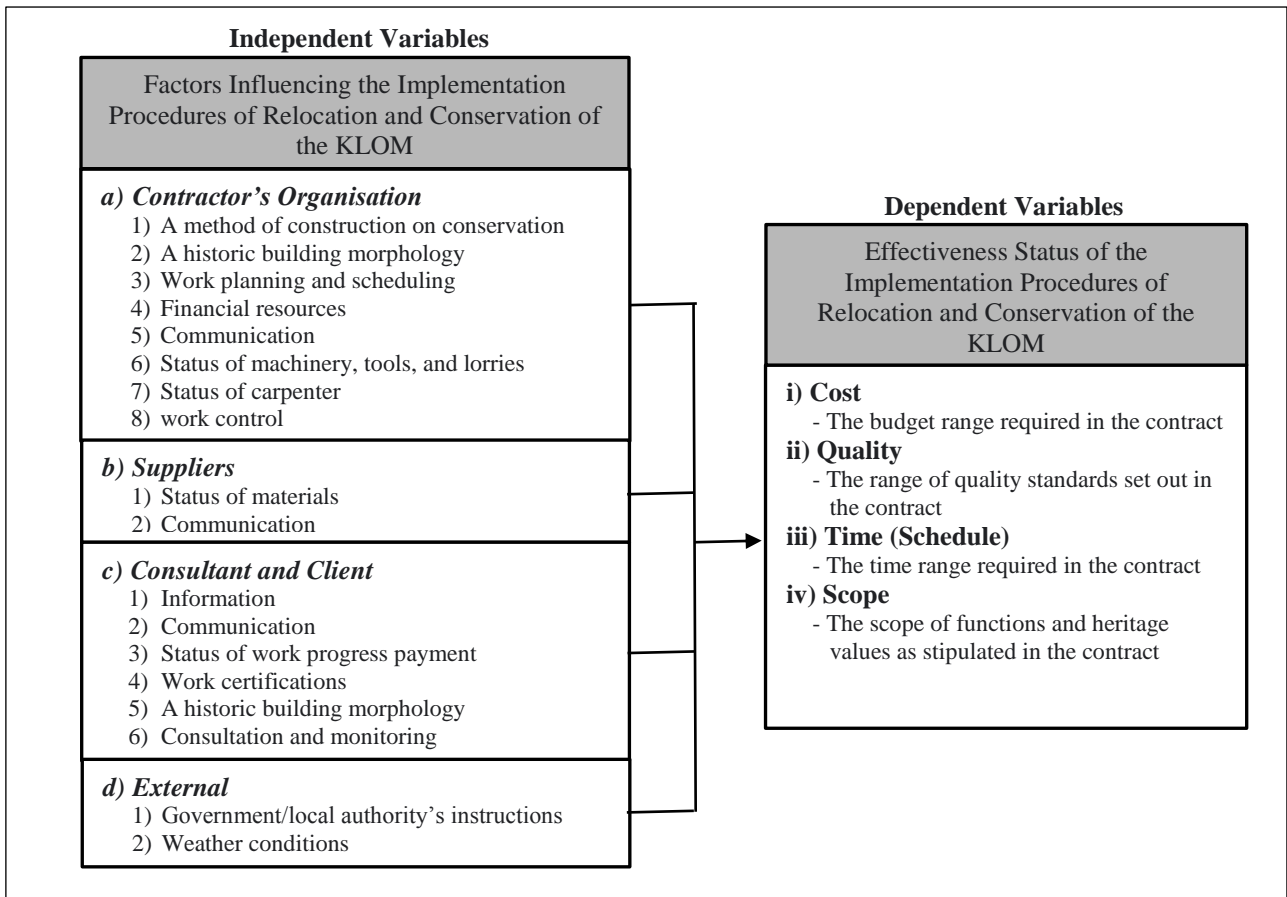 Independent Variables
Factors Influencing the Implementation
Procedures of Relocation and Conservation of
the KLOM
a) Contractor's Organisation
1) A method of construction on conservation
2) A historic building morphology
3) Work planning and scheduling
4) Financial resources
5) Communication
6) Status of machinery, tools, and lorries
7) Status of carpenter
8) work control
b) Suppliers
1) Status of materials
2) Communication
c) Consultant and Client
1) Information
2) Communication
3) Status of work progress payment
4) Work certifications
5) A historic building morphology
6) Consultation and monitoring
d) External
1) Government/local authority's instructions
2) Weather conditions
Dependent Variables
Effectiveness Status of the
Implementation Procedures of
Relocation and Conservation of the
KLOM
i) Cost
- The budget range required in the contract
ii) Quality
- The range of quality standards set out in
the contract
iii) Time (Schedule)
- The time range required in the contract
iv) Scope
- The scope of functions and heritage
values as stipulated in the contract